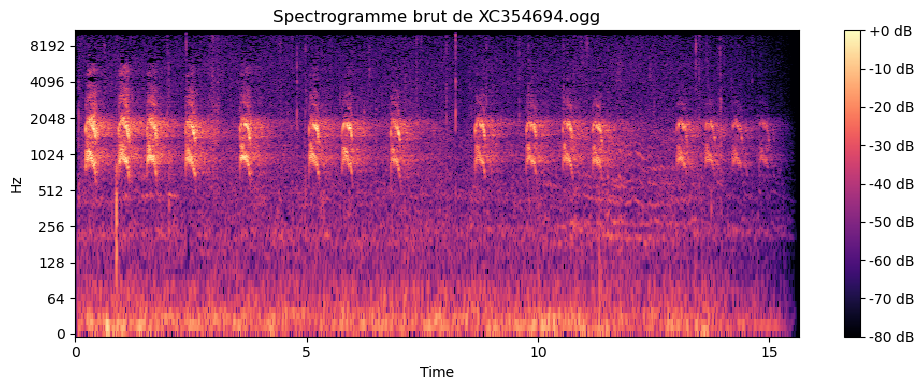 Spectrogramme brut de XC354694.ogg
Hz
8192
4096
2048
1024
512
256
128
64
0
0
5
10
15
Time
+0 dB
-10 dB
-20 dB
-30 dB
-40 dB
-50 dB
-60 dB
-70 dB
-80 dB